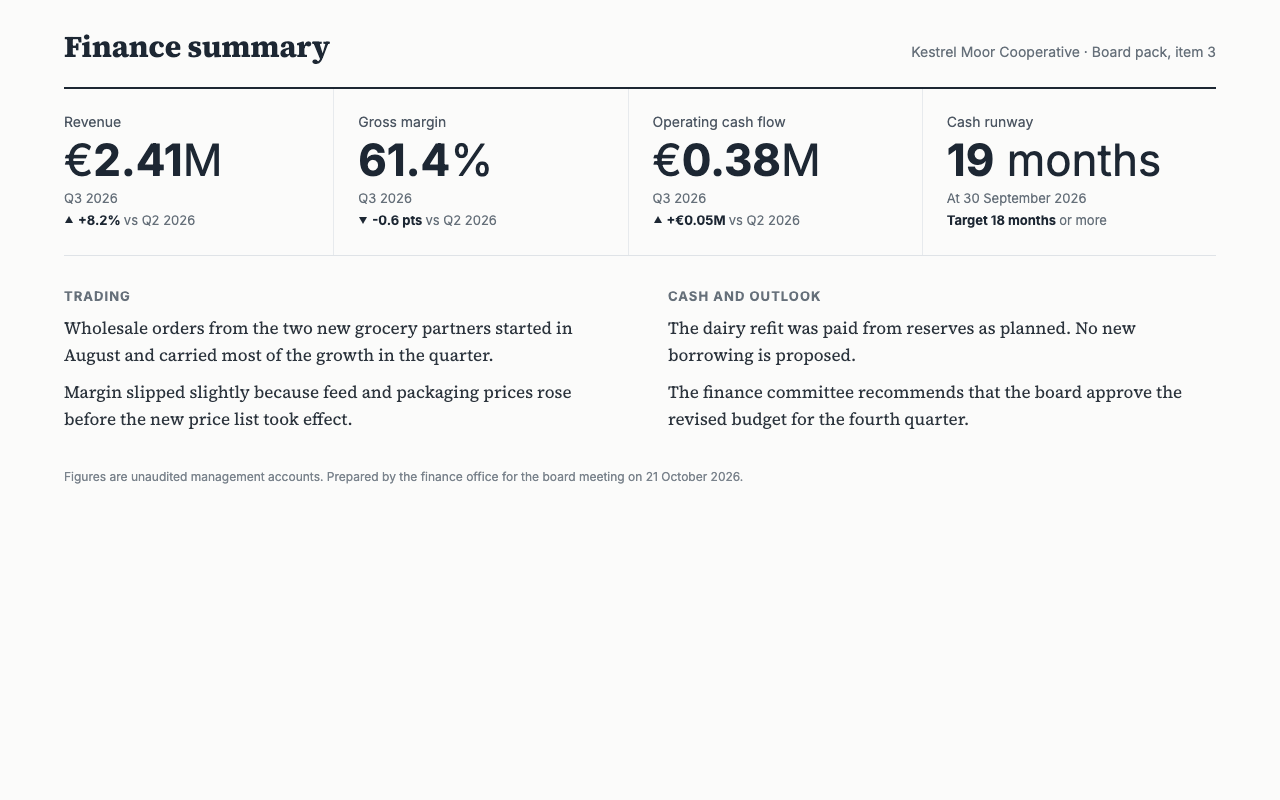 Finance summary
Kestrel Moor Cooperative · Board pack, item 3
Revenue
€2.41M
Q3 2026
▲ +8.2% vs Q2 2026
Gross margin
61.4%
Q3 2026
▼ -0.6 pts vs Q2 2026
Operating cash flow
€0.38M
Q3 2026
▲ +€0.05M vs Q2 2026
Cash runway
19 months
At 30 September 2026
Target 18 months or more
TRADING
Wholesale orders from the two new grocery partners started in
August and carried most of the growth in the quarter.
Margin slipped slightly because feed and packaging prices rose
before the new price list took effect.
CASH AND OUTLOOK
The dairy refit was paid from reserves as planned. No new
borrowing is proposed.
The finance committee recommends that the board approve the
revised budget for the fourth quarter.
Figures are unaudited management accounts. Prepared by the finance office for the board meeting on 21 October 2026.